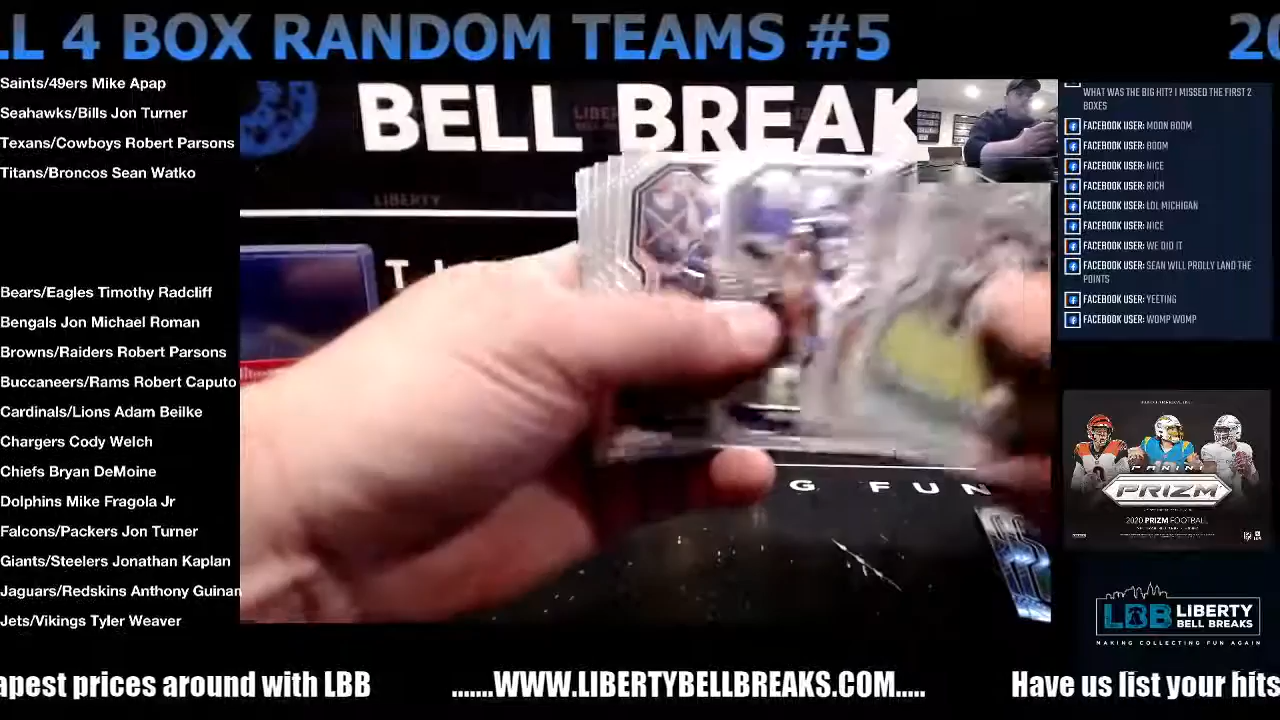 LL 4 BOX RANDOM TEAMS #5
20
Saints/49ers Mike Apap
Seahawks/Bills Jon Turner
Texans/Cowboys Robert Parsons
Titans/Broncos Sean Watko
Bears/Eagles Timothy Radcliff
Bengals Jon Michael Roman
Browns/Raiders Robert Parsons
Buccaneers/Rams Robert Caputo
Cardinals/Lions Adam Beilke
Chargers Cody Welch
Chiefs Bryan DeMoine
Dolphins Mike Fragola Jr
Falcons/Packers Jon Turner
Giants/Steelers Jonathan Kaplan
Jaguars/Redskins Anthony Guinan
Jets/Vikings Tyler Weaver
BELL BREAK
LIBERTY
G FUN
WHAT WAS THE BIG HIT? I MISSED THE FIRST 2
BOXES
FACEBOOK USER: MOON BOOM
FACEBOOK USER: BOOM
FACEBOOK USER: NICE
FACEBOOK USER: RICH
FACEBOOK USER: LOL MICHIGAN
FACEBOOK USER: NICE
FACEBOOK USER: WE DID IT
FACEBOOK USER: SEAN WILL PROLLY LAND THE
POINTS
FACEBOOK USER: YEETING
FACEBOOK USER: WOMP WOMP
PANINI
PRIZM
2020 PRIZM FOOTBALL
LBB LIBERTY
BELL BREAKS
MAKING COLLECTING FUN AGAIN
apest prices around with LBB
.......WWW.LIBERTYBELLBREAKS.COM.....
Have us list your hits